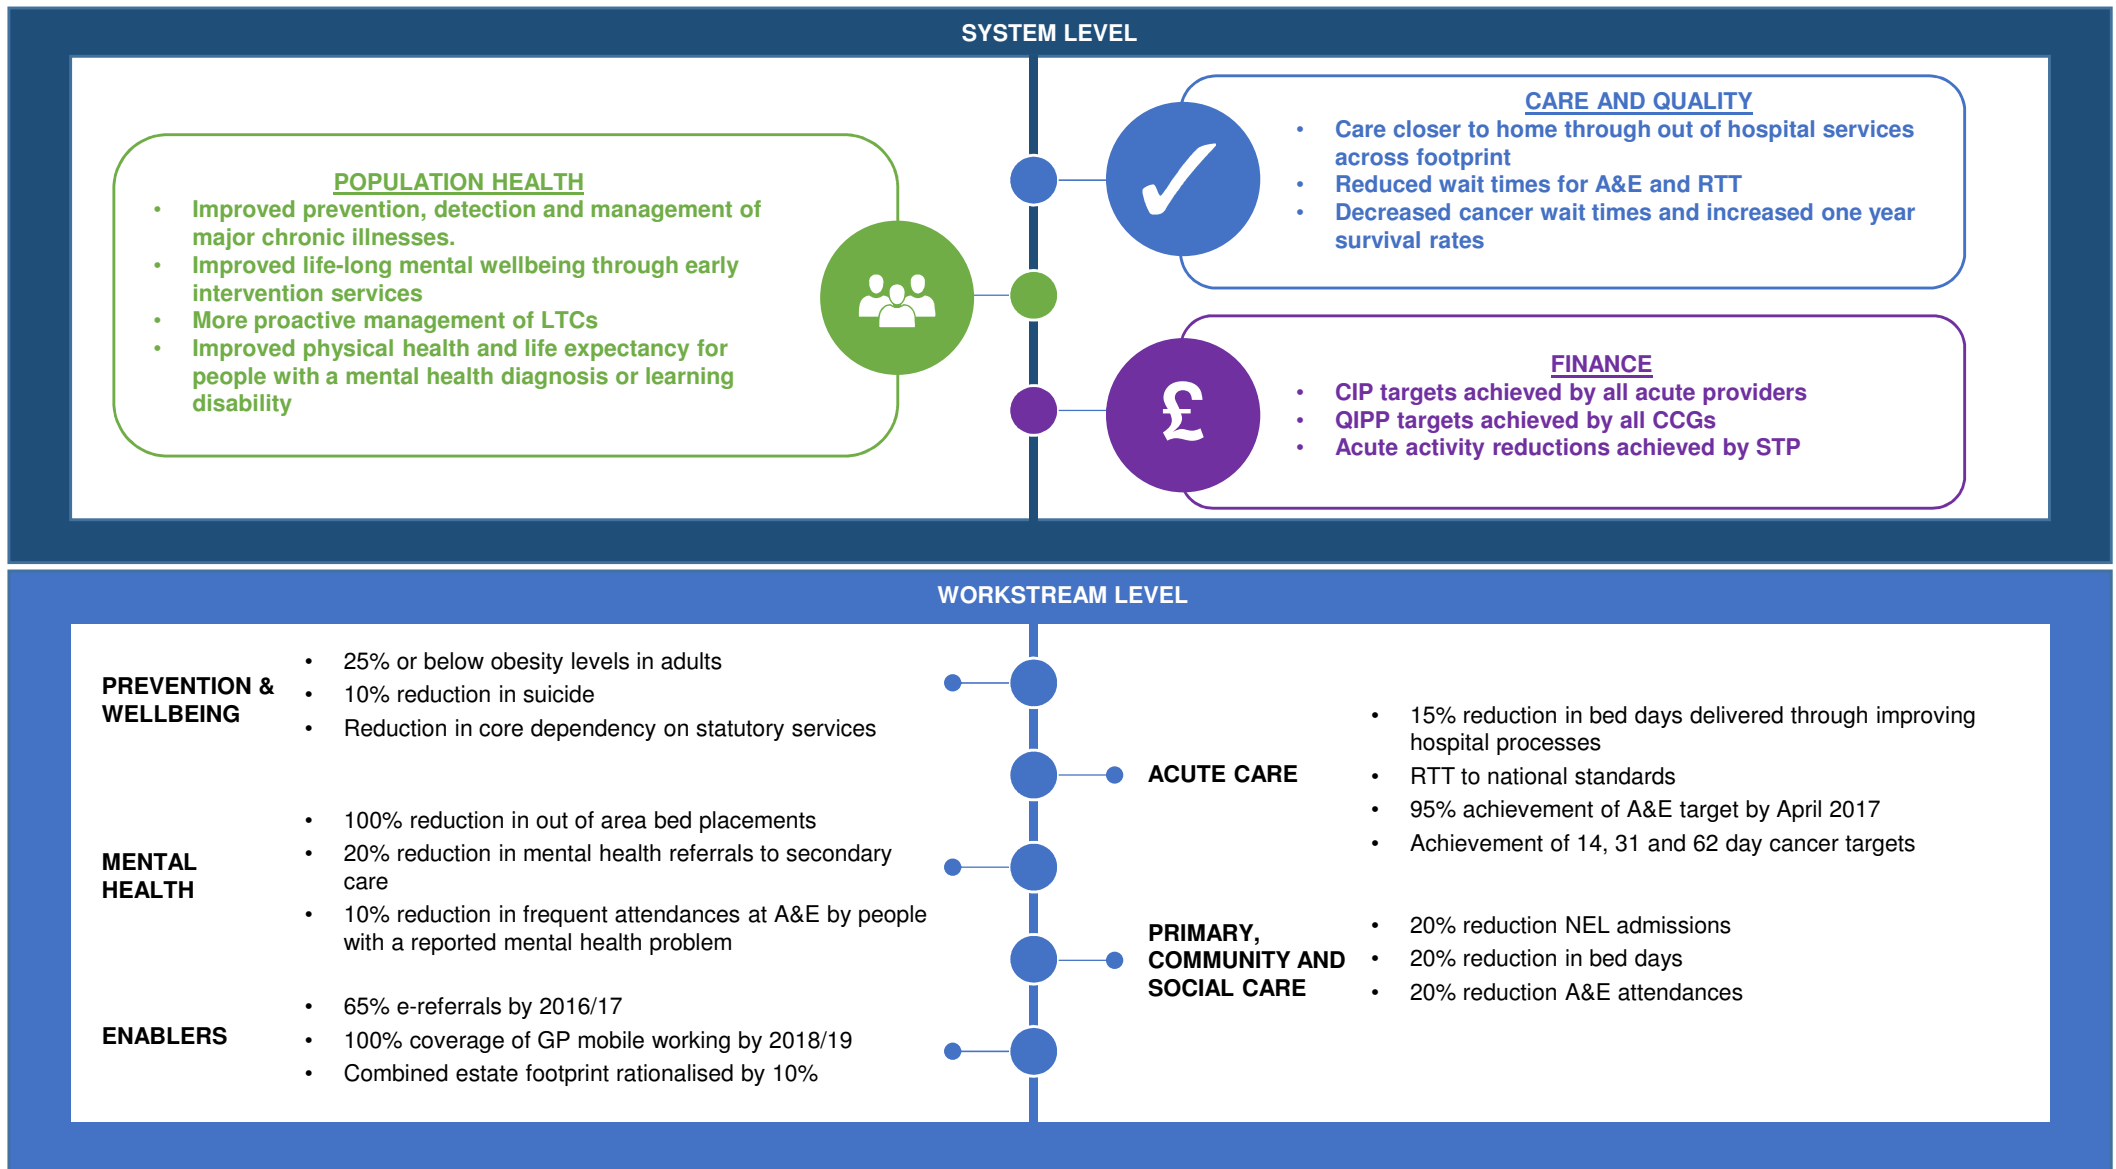 SYSTEM LEVEL
POPULATION HEALTH
• Improved prevention, detection and management of
major chronic illnesses.
• Improved life-long mental wellbeing through early
intervention services
• More proactive management of LTCs
• Improved physical health and life expectancy for
people with a mental health diagnosis or learning
disability
CARE AND QUALITY
• Care closer to home through out of hospital services
across footprint
• Reduced wait times for A&E and RTT
• Decreased cancer wait times and increased one year
survival rates
£
FINANCE
• CIP targets achieved by all acute providers
• QIPP targets achieved by all CCGs
• Acute activity reductions achieved by STP
WORKSTREAM LEVEL
PREVENTION &
WELLBEING
• 25% or below obesity levels in adults
• 10% reduction in suicide
• Reduction in core dependency on statutory services
MENTAL
HEALTH
• 100% reduction in out of area bed placements
• 20% reduction in mental health referrals to secondary
care
• 10% reduction in frequent attendances at A&E by people
with a reported mental health problem
ENABLERS
• 65% e-referrals by 2016/17
• 100% coverage of GP mobile working by 2018/19
• Combined estate footprint rationalised by 10%
ACUTE CARE
• 15% reduction in bed days delivered through improving
hospital processes
• RTT to national standards
• 95% achievement of A&E target by April 2017
• Achievement of 14, 31 and 62 day cancer targets
PRIMARY,
COMMUNITY AND
SOCIAL CARE
• 20% reduction NEL admissions
• 20% reduction in bed days
• 20% reduction A&E attendances